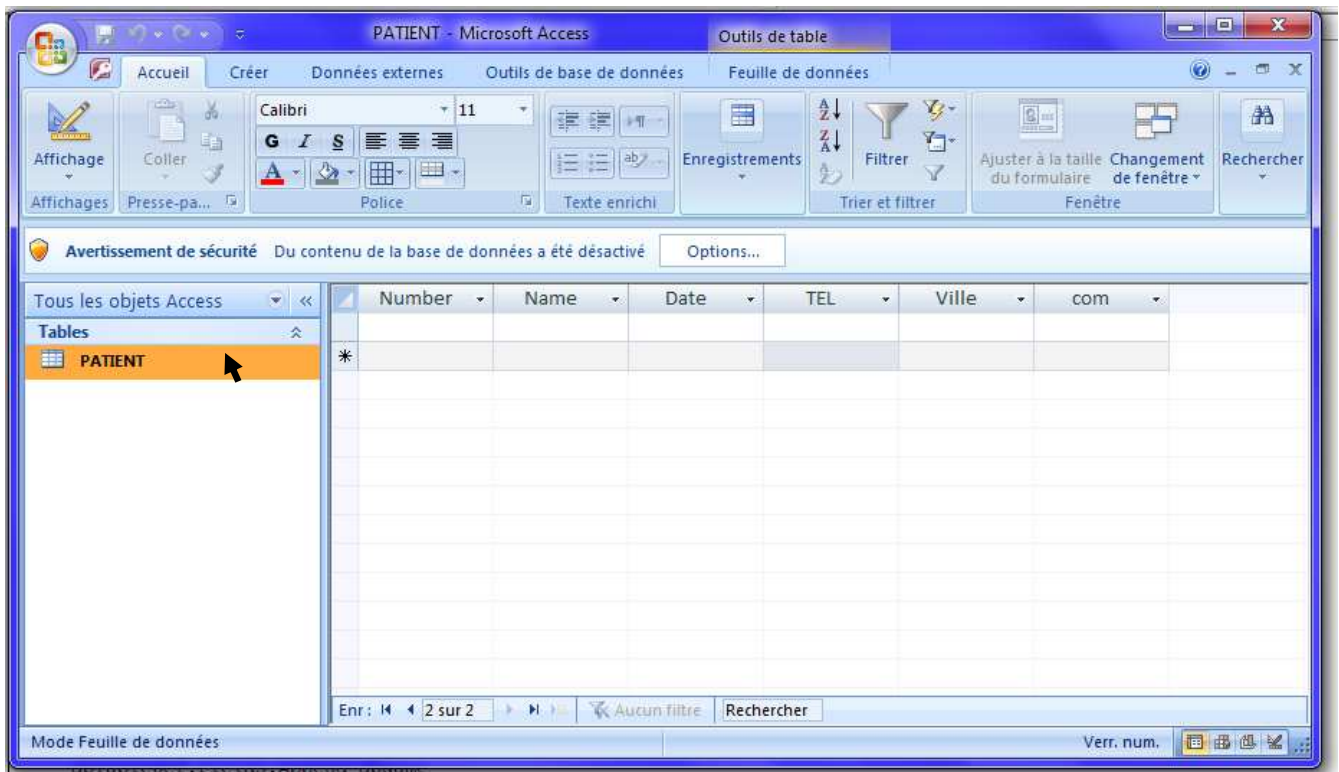 PATIENT - Microsoft Access
Outils de table
Accueil Créer Données externes Outils de base de données Feuille de données
Calibri 11
G I S
Affichage Coller Enregistrements Filtrer Ajuster à la taille du formulaire Changement de fenêtre Rechercher
Affichages Presse-pa... Police Texte enrichi Trier et filtrer Fenêtre
Avertissement de sécurité Du contenu de la base de données a été désactivé Options...
Tous les objets Access
Number Name Date TEL Ville com
Tables
PATIENT
Enr : 2 sur 2 Aucun filtre Rechercher
Mode Feuille de données Verr. num.